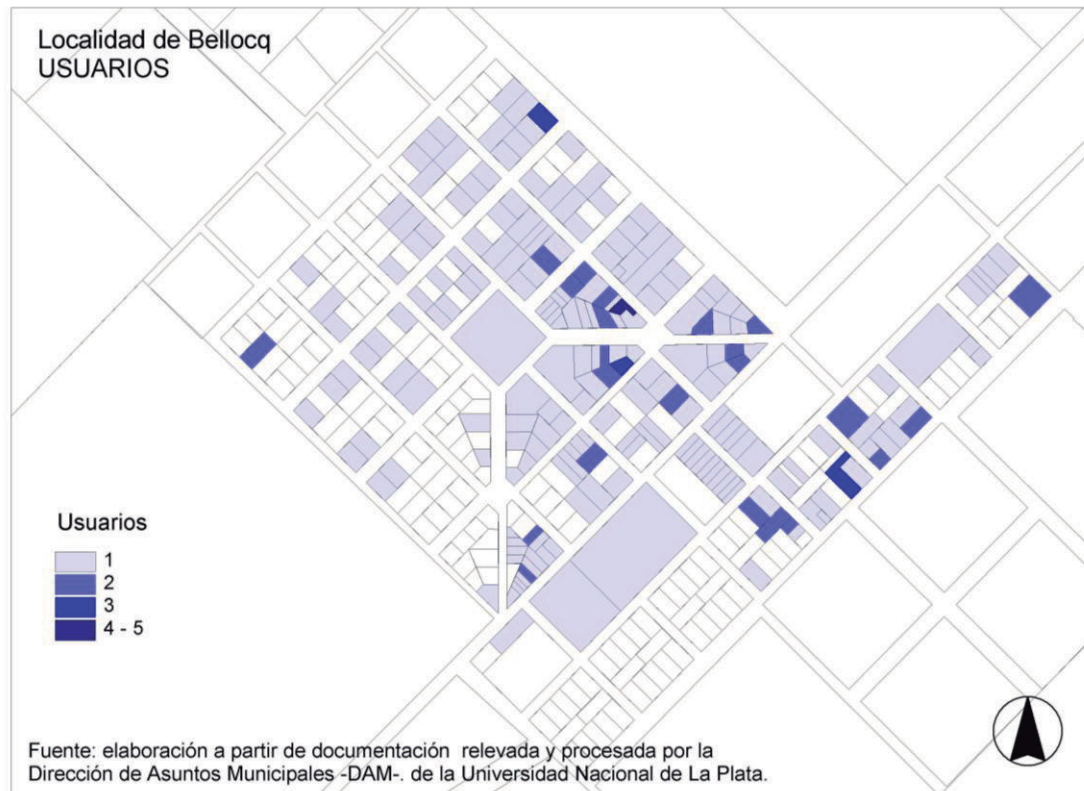 Localidad de Bellocq
USUARIOS
Usuarios
1
2
3
4 - 5
Fuente: elaboración a partir de documentación relevada y procesada por la
Dirección de Asuntos Municipales -DAM-. de la Universidad Nacional de La Plata.